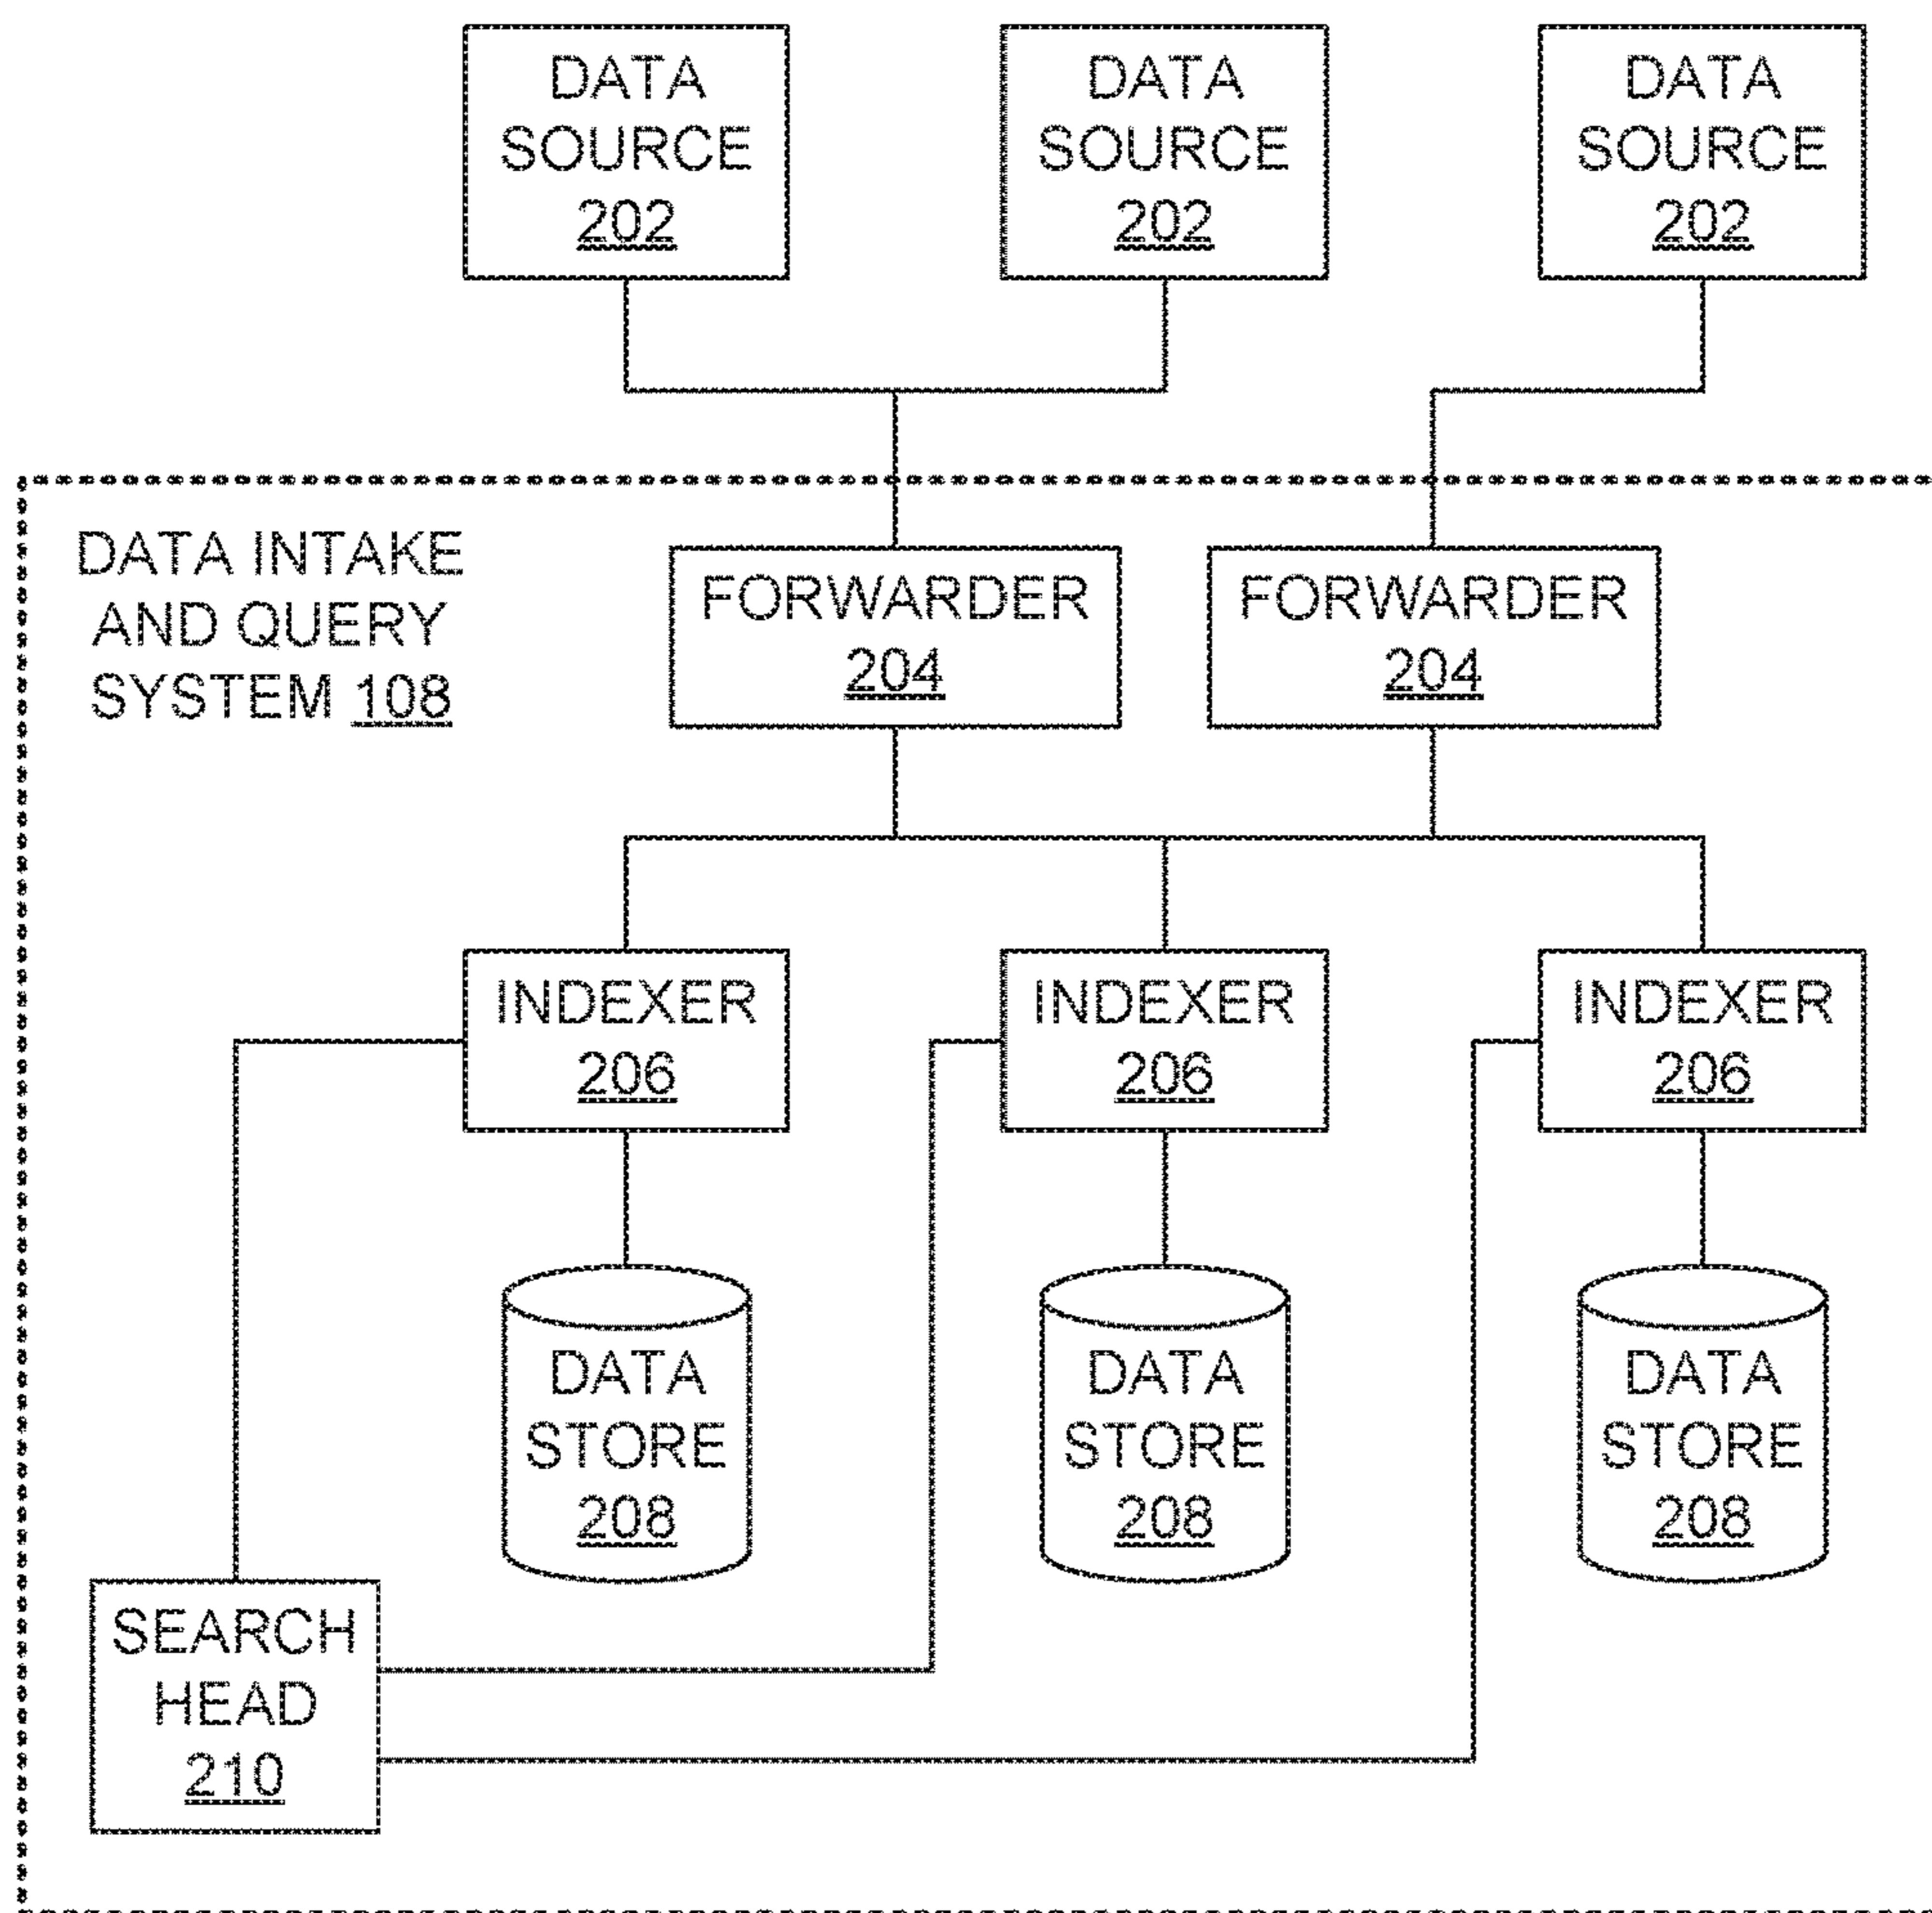 DATA
SOURCE
202
DATA
SOURCE
202
DATA
SOURCE
202
DATA INTAKE
AND QUERY
SYSTEM 108
FORWARDER
204
FORWARDER
204
INDEXER
206
INDEXER
206
INDEXER
206
DATA
STORE
208
DATA
STORE
208
DATA
STORE
208
SEARCH
HEAD
210